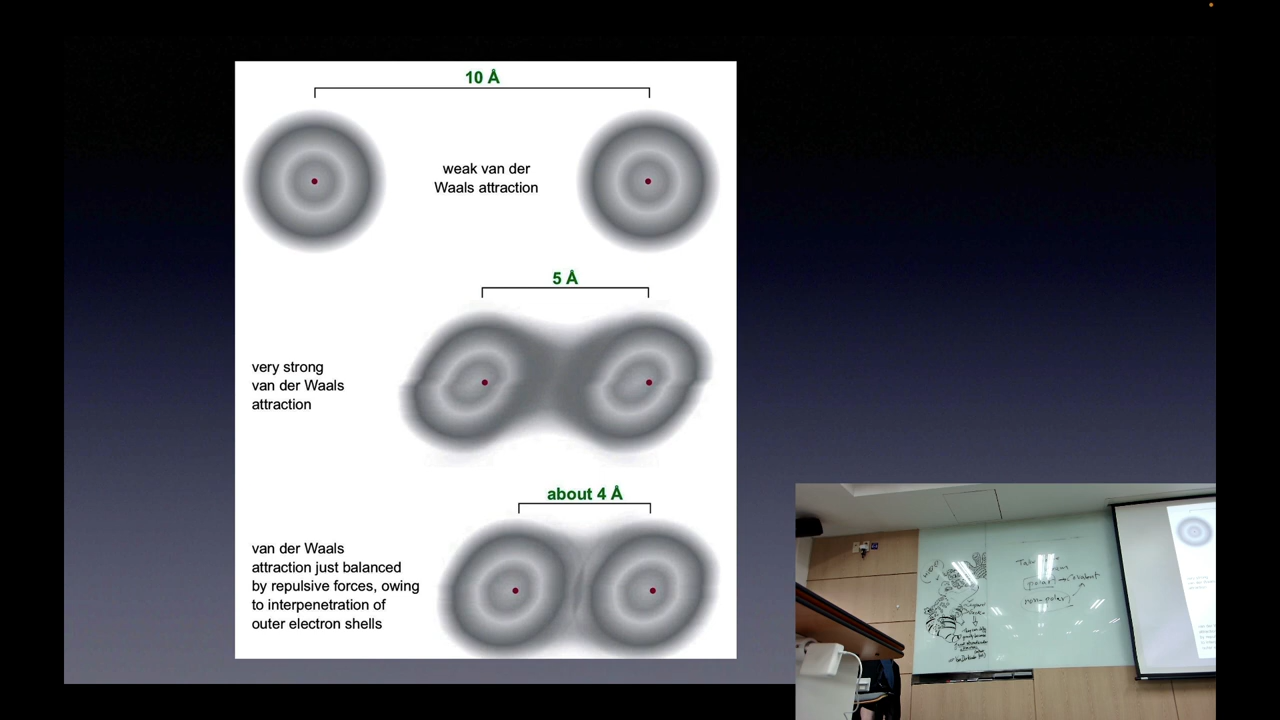 10 Å
weak van der
Waals attraction
5 Å
very strong
van der Waals
attraction
about 4 Å
van der Waals
attraction just balanced
by repulsive forces, owing
to interpenetration of
outer electron shells
polar
non-polar